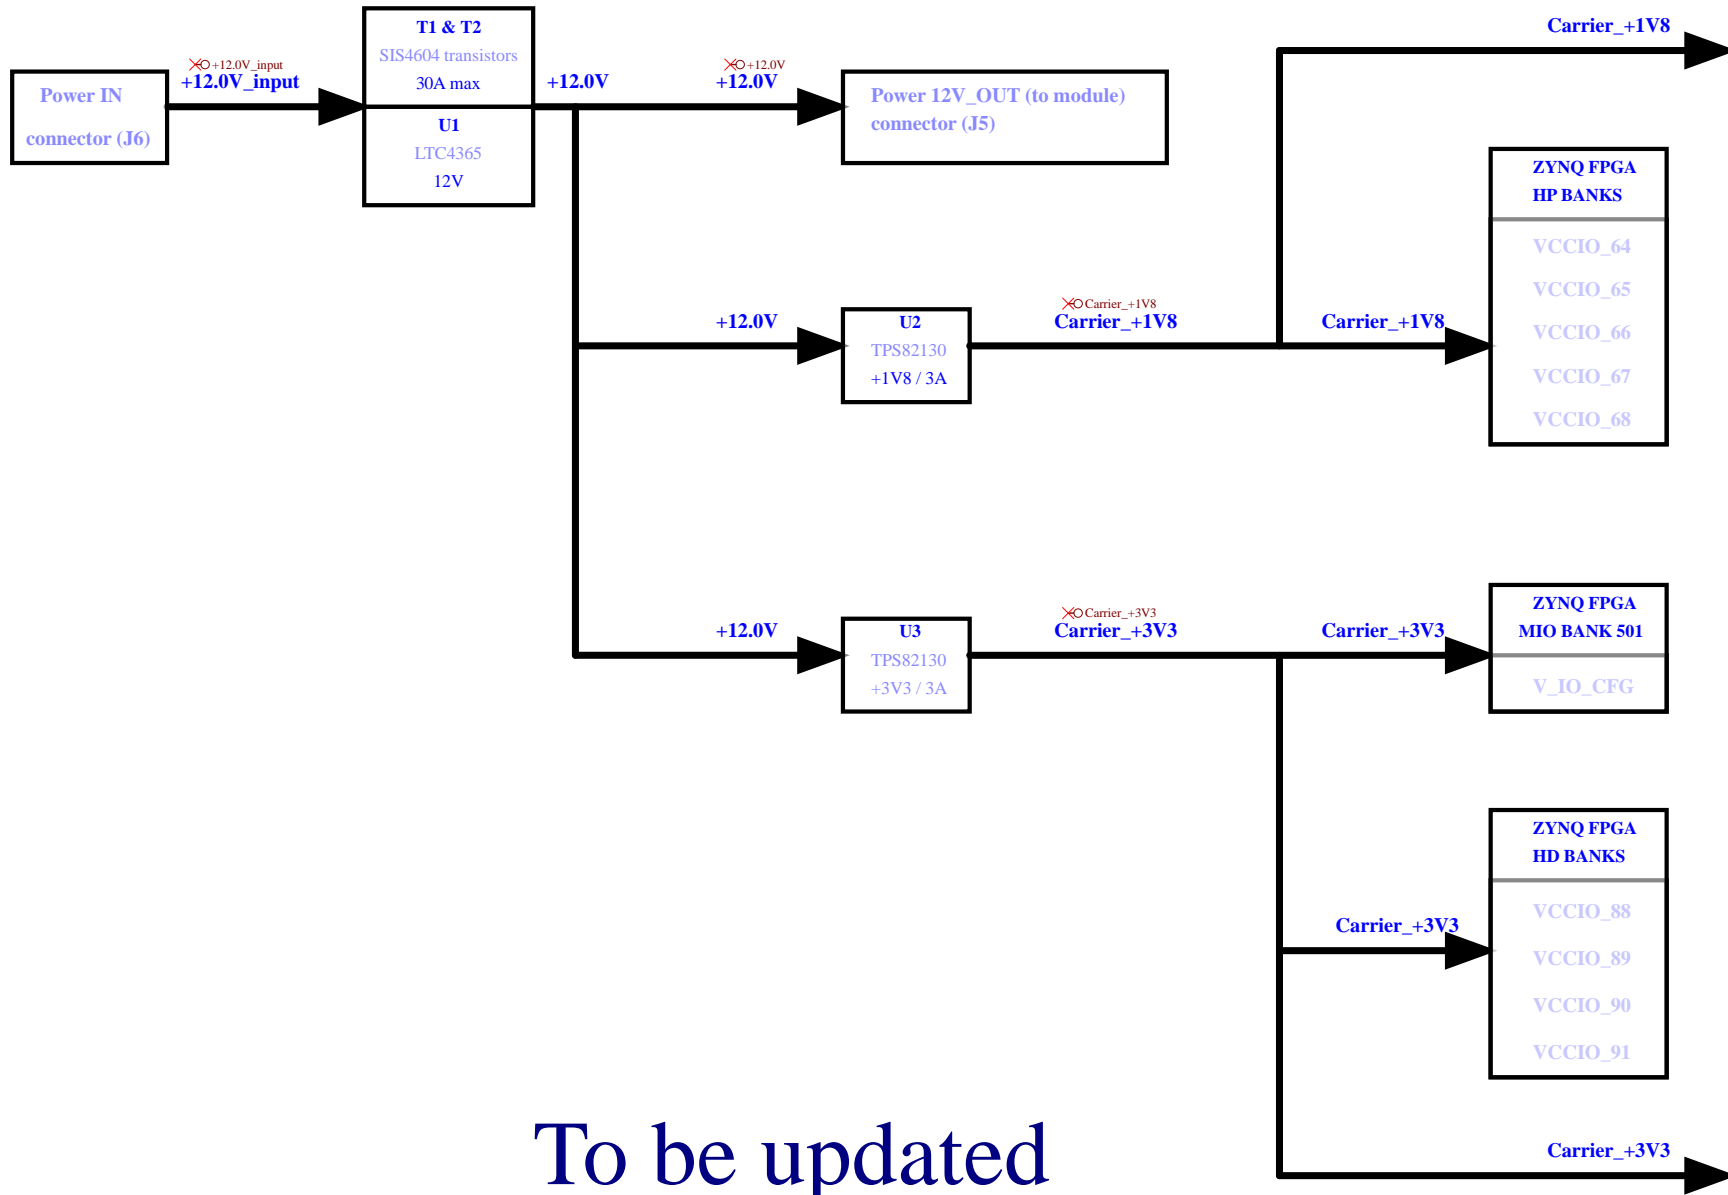 Power IN
connector (J6)
+12.0V_input
+12.0V_input
T1 & T2
SIS4604 transistors
30A max
U1
LTC4365
12V
+12.0V
+12.0V
+12.0V
Power 12V_OUT (to module)
connector (J5)
Carrier_+1V8
ZYNQ FPGA
HP BANKS
VCCIO_64
VCCIO_65
VCCIO_66
VCCIO_67
VCCIO_68
+12.0V
U2
TPS82130
+1V8 / 3A
Carrier_+1V8
Carrier_+1V8
Carrier_+1V8
+12.0V
U3
TPS82130
+3V3 / 3A
Carrier_+3V3
Carrier_+3V3
Carrier_+3V3
ZYNQ FPGA
MIO BANK 501
V_IO_CFG
ZYNQ FPGA
HD BANKS
Carrier_+3V3
VCCIO_88
VCCIO_89
VCCIO_90
VCCIO_91
Carrier_+3V3
To be updated